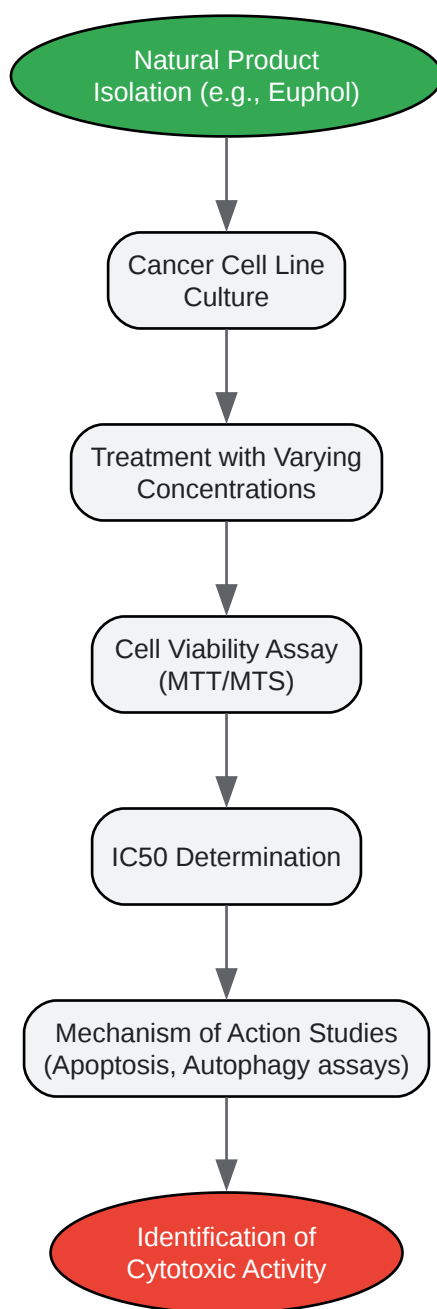 Natural Product
Isolation (e.g., Euphol)
Cancer Cell Line
Culture
Treatment with Varying
Concentrations
Cell Viability Assay
(MTT/MTS)
IC50 Determination
Mechanism of Action Studies
(Apoptosis, Autophagy assays)
Identification of
Cytotoxic Activity